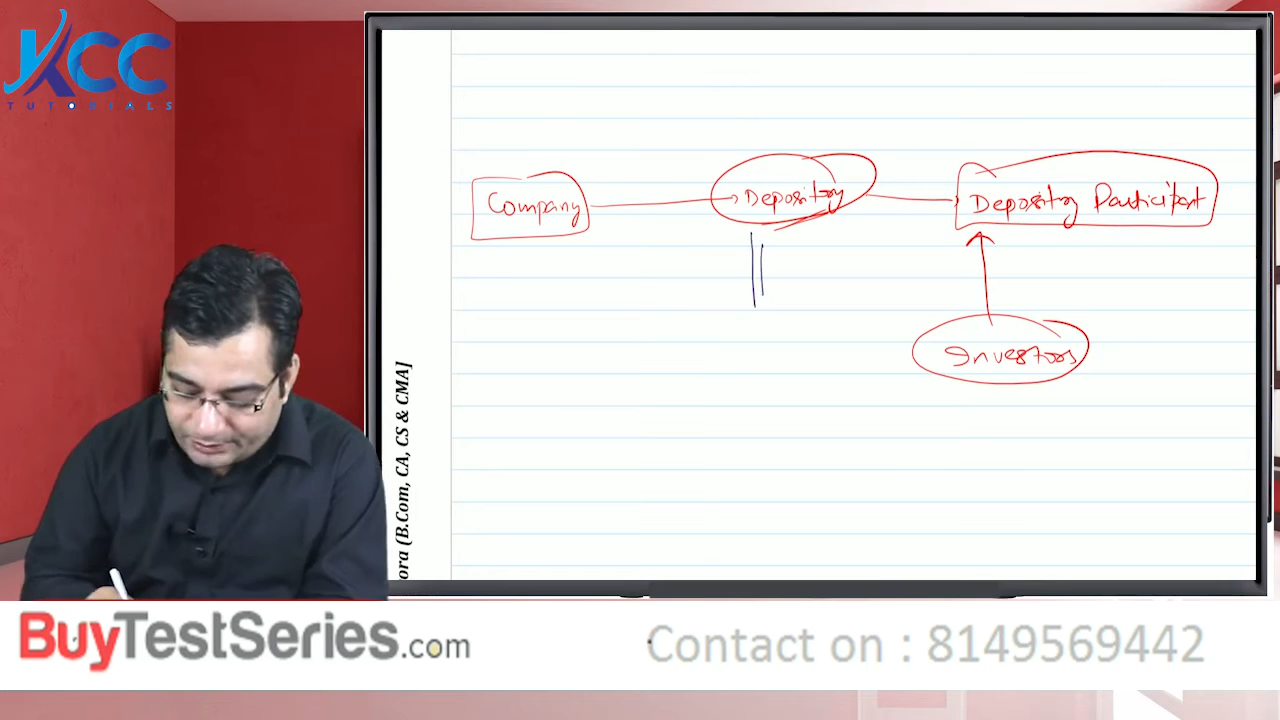 KCC
TUTORIALS
Company
Depository
Depository Participant
Investors
ora (B.Com, CA, CS & CMA]
BuyTestSeries.com
Contact on : 8149569442